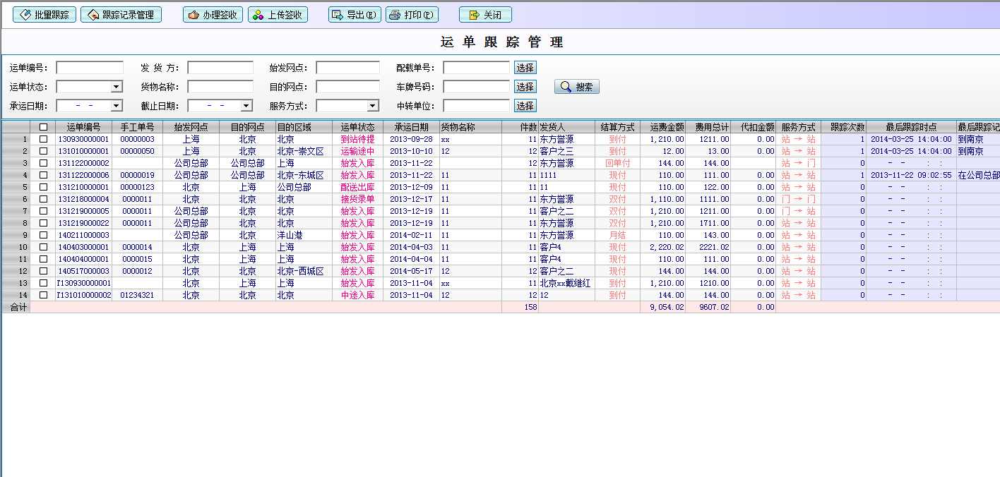 批量跟踪 跟踪记录管理 办理签收 上传签收 导出(E) 打印(P) 关闭
运 单 跟 踪 管 理
运单编号： 发 货 方： 始发网点： 配载单号： 选择
运单状态： 货物名称： 目的网点： 车牌号码： 选择 搜索
承运日期： - - 截止日期： - - 服务方式： 中转单位： 选择
运单编号 手工单号 始发网点 目的网点 目的区域 运单状态 承运日期 货物名称 件数 发货人 结算方式 运费金额 费用总计 代扣金额 服务方式 跟踪次数 最后跟踪时点 最后跟踪记
1 130930000001 00000003 上海 北京 北京 到站待提 2013-09-28 xx 11 东方誉源 到付 1,210.00 1211.00 0.00 站 → 站 1 2014-03-25 14:04:00 到南京
2 131010000001 00000050 上海 北京 北京-崇文区 运输途中 2013-10-10 12 12 客户之三 到付 12.00 13.00 0.00 站 → 站 1 2014-03-25 14:04:00 到南京
3 131122000002 公司总部 公司总部 上海 始发入库 2013-11-22 12 东方誉源 回单付 144.00 144.00 站 → 门 0 - - : :
4 131122000006 00000019 公司总部 公司总部 北京-东城区 始发入库 2013-11-22 11 11 1111 现付 110.00 111.00 0.00 站 → 站 1 2013-11-22 09:02:55 在公司总部
5 131210000001 00000123 北京 上海 公司总部 配送出库 2013-12-09 11 11 11 现付 110.00 122.00 0.00 站 → 站 0 - - : :
6 131218000004 0000011 北京 北京 北京 接货录单 2013-12-17 11 11 东方誉源 双付 1,110.00 1111.00 0.00 门 → 门 0 - - : :
7 131219000005 0000011 公司总部 北京 北京 始发入库 2013-12-19 11 11 客户之二 双付 1,210.00 1211.00 0.00 门 → 站 0 - - : :
8 131219000022 0000011 公司总部 北京 北京 始发入库 2013-12-19 11 11 东方誉源 双付 1,210.00 1711.00 0.00 站 → 站 0 - - : :
9 140211000003 公司总部 北京 洋山港 始发入库 2014-02-11 11 11 东方誉源 月结 110.00 143.00 0.00 站 → 站 0 - - : :
10 140403000001 0000014 北京 上海 上海 始发入库 2014-04-03 11 11 客户4 现付 2,220.02 2221.02 0.00 站 → 站 0 - - : :
11 140404000001 0000015 北京 上海 上海 始发入库 2014-04-04 11 11 客户4 现付 110.00 111.00 0.00 站 → 站 0 - - : :
12 140517000003 0000012 北京 北京 北京-西城区 始发入库 2014-05-17 12 12 客户之二 现付 144.00 144.00 0.00 站 → 站 0 - - : :
13 T130930000001 北京 上海 上海 始发入库 2013-11-04 xx 11 北京xx戴继红 到付 1,210.00 1210.00 0.00 站 → 站 0 - - : :
14 T131010000002 01234321 北京 北京 北京 中途入库 2013-11-04 12 12 12 到付 144.00 144.00 0.00 站 → 站 0 - - : :
合计 158 9,054.02 9607.02 0.00